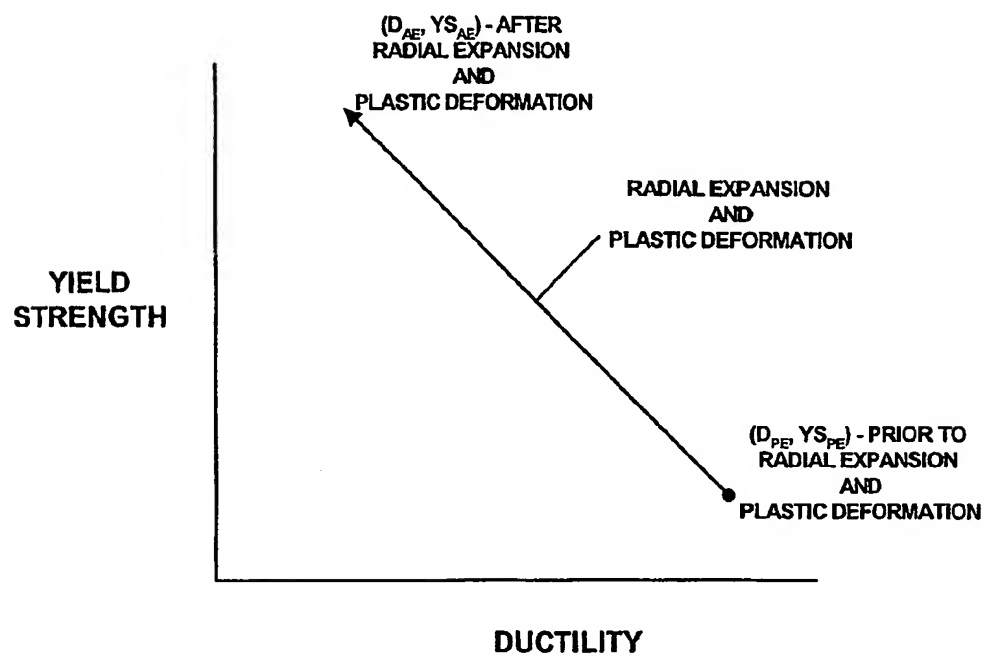 (D_AE, YS_AE) - AFTER
RADIAL EXPANSION
AND
PLASTIC DEFORMATION
RADIAL EXPANSION
AND
PLASTIC DEFORMATION
YIELD
STRENGTH
(D_PE, YS_PE) - PRIOR TO
RADIAL EXPANSION
AND
PLASTIC DEFORMATION
DUCTILITY